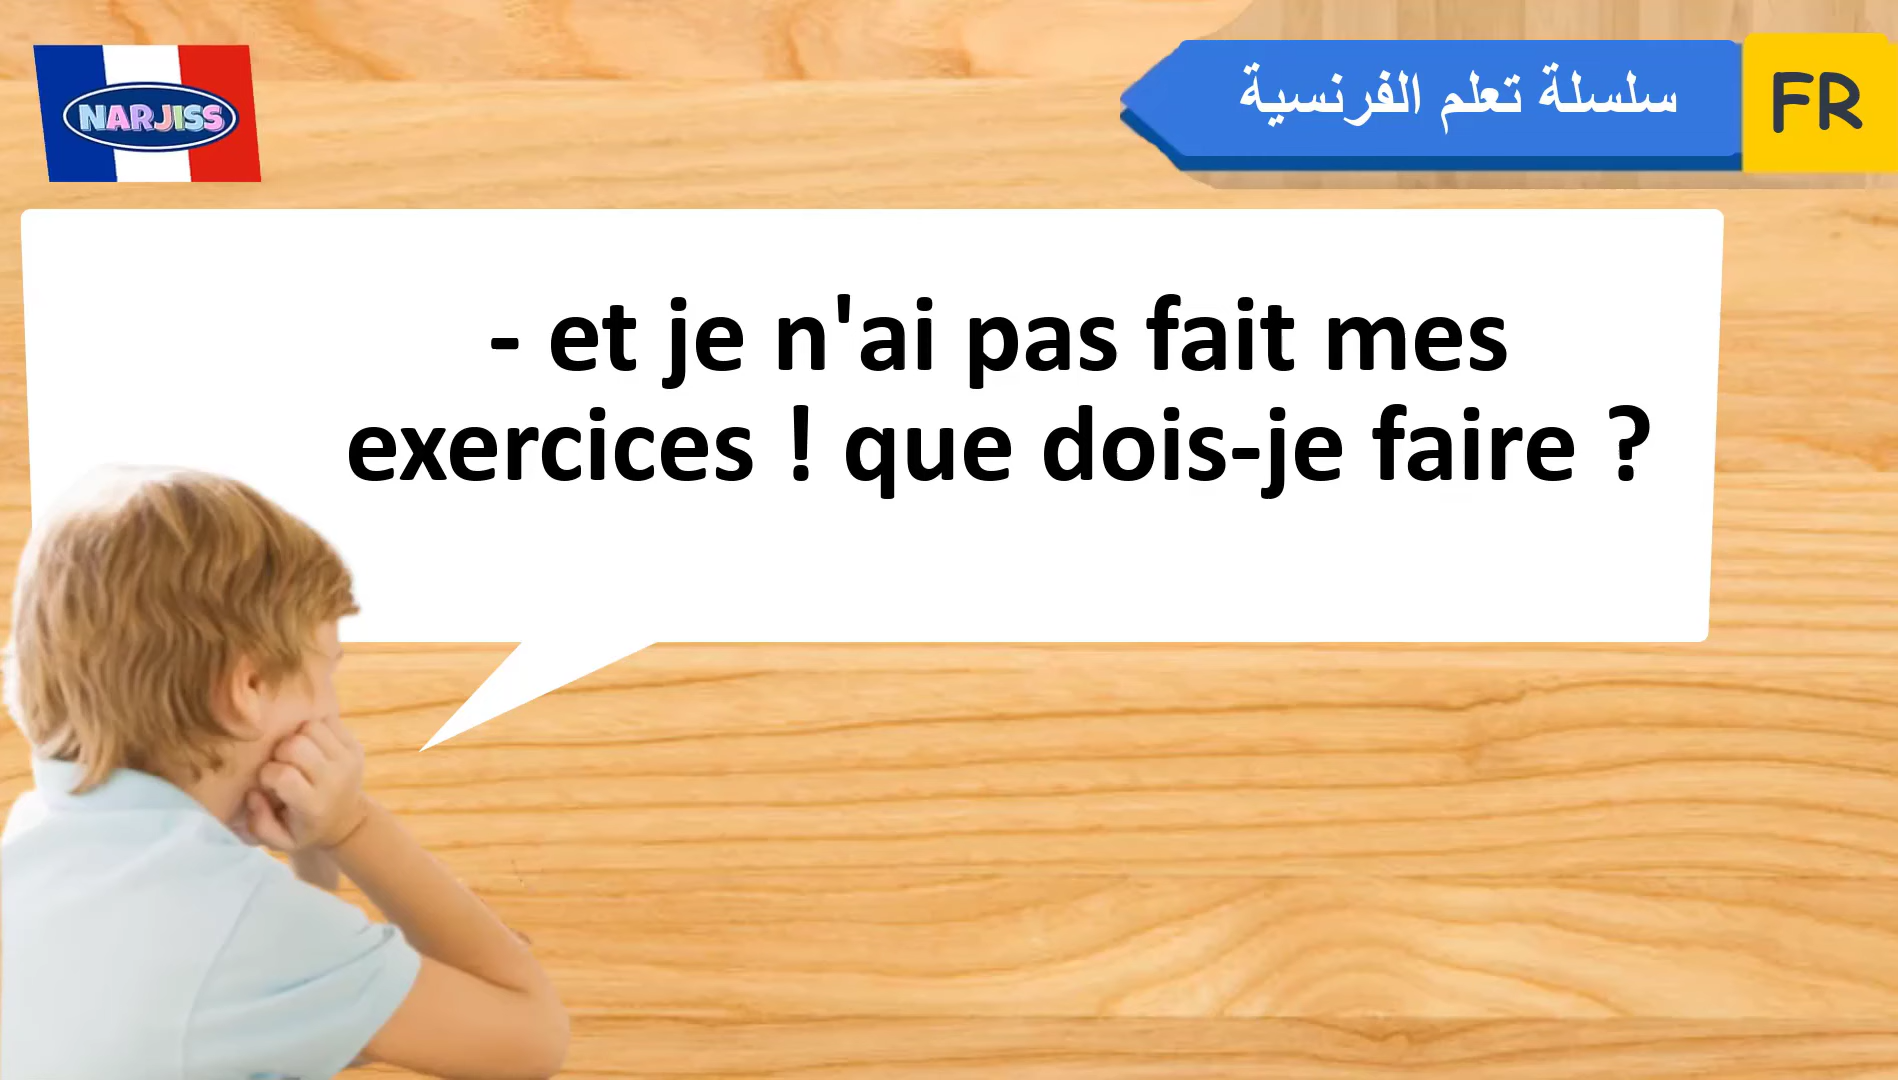 NARJISS
سلسلة تعلم الفرنسية
FR
- et je n'ai pas fait mes
exercices ! que dois-je faire ?